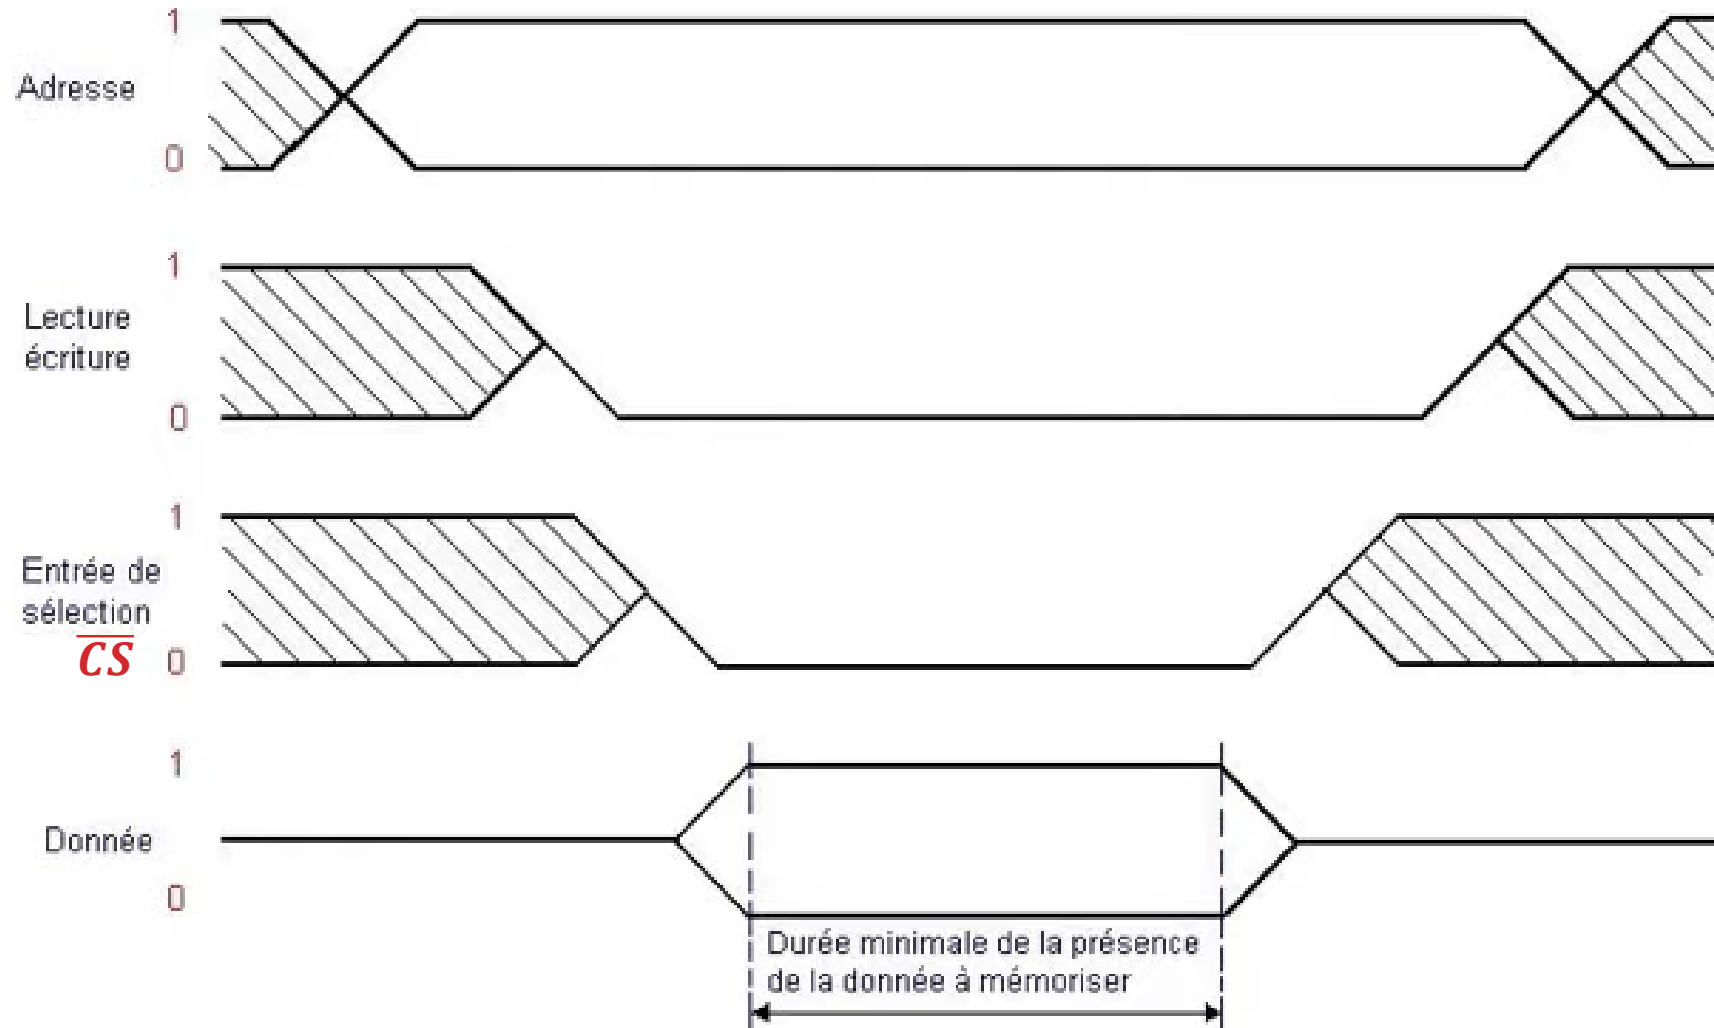 1
Adresse
0
1
Lecture
écriture
0
1
Entrée de
sélection
C̅S̅ 0
1
Donnée
0
Durée minimale de la présence
de la donnée à mémoriser